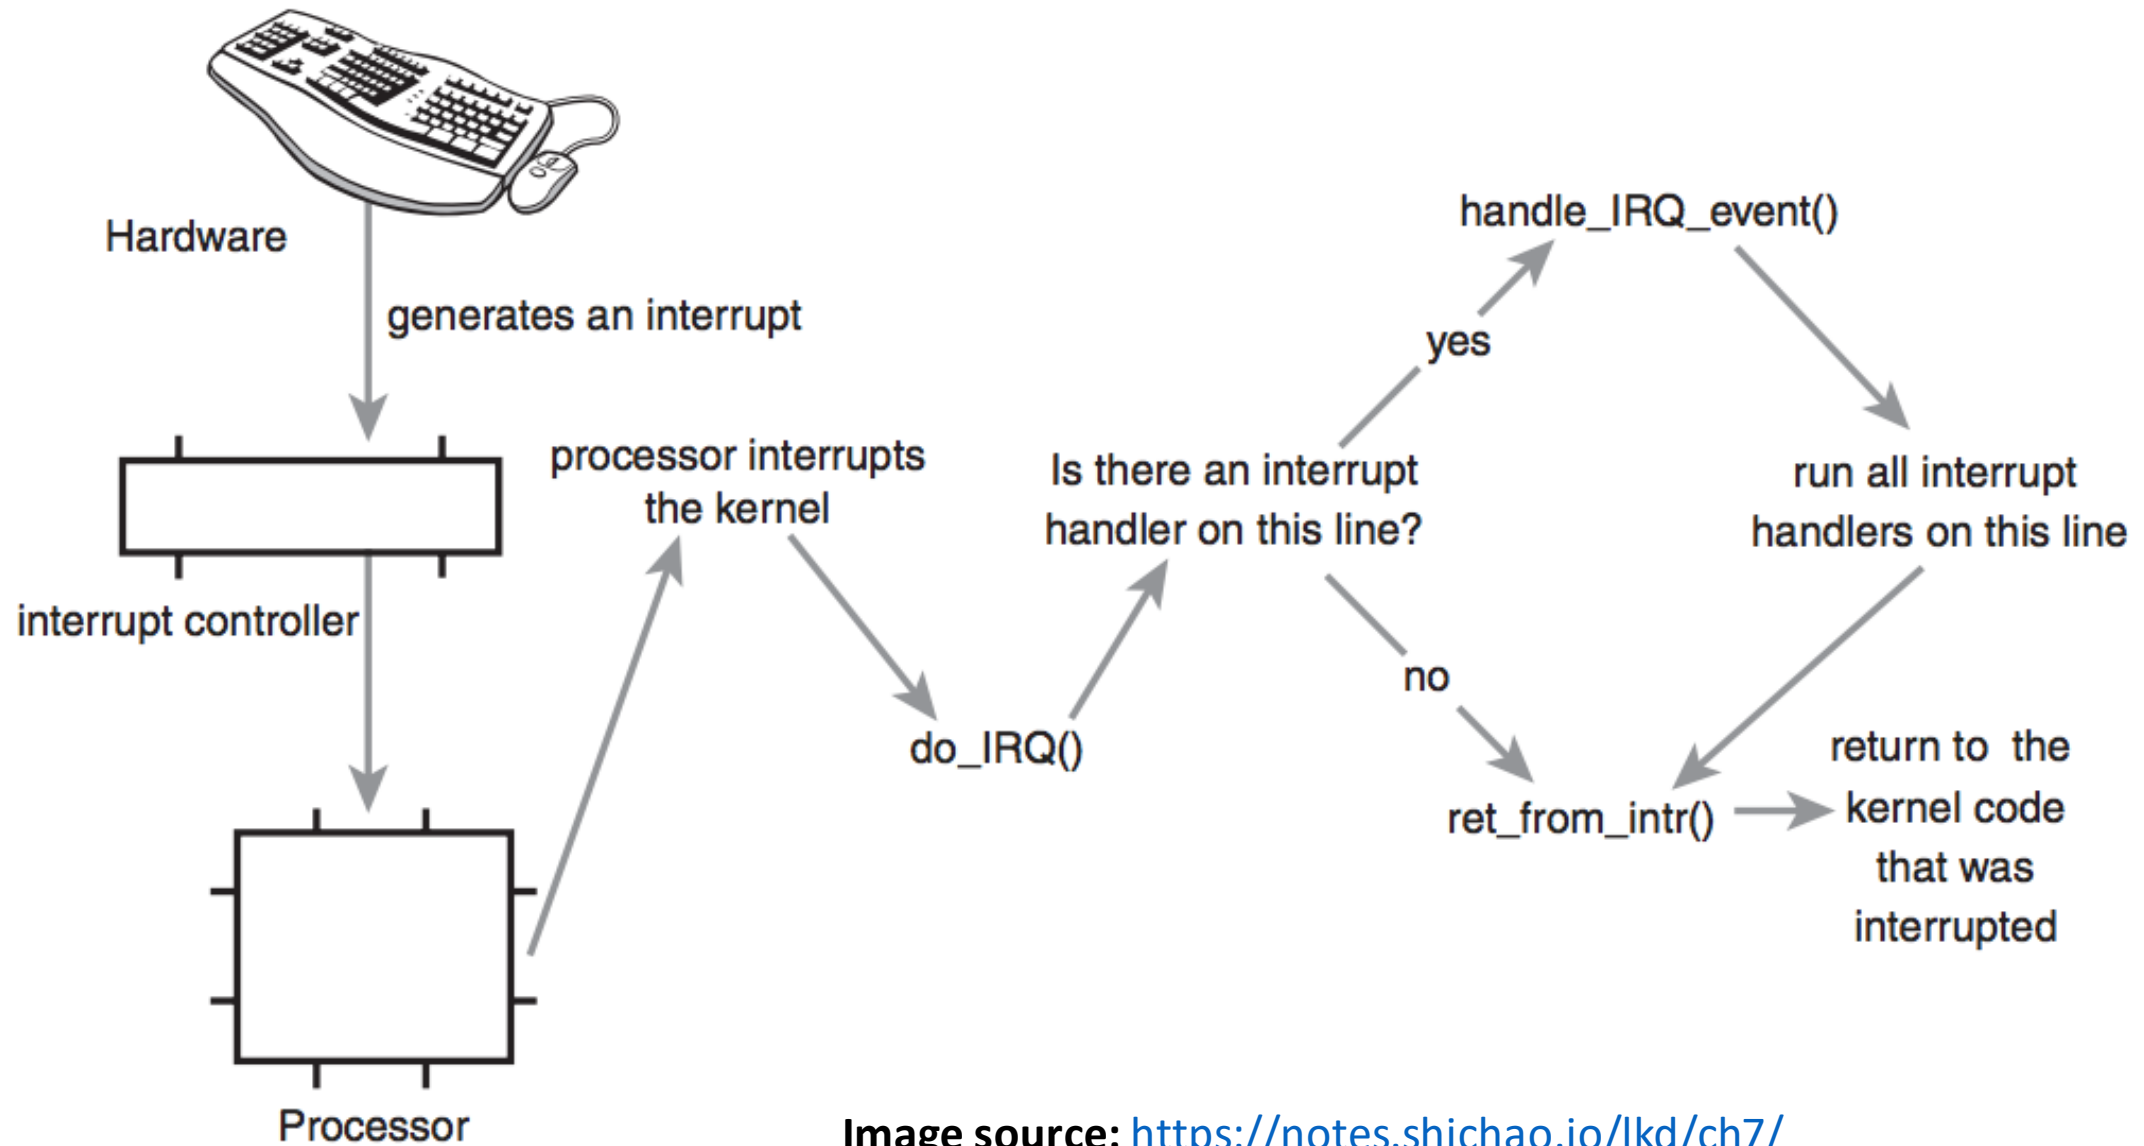 Hardware
generates an interrupt
interrupt controller
Processor
processor interrupts
the kernel
do_IRQ()
Is there an interrupt
handler on this line?
yes
no
handle_IRQ_event()
run all interrupt
handlers on this line
ret_from_intr()
return to the
kernel code
that was
interrupted
Image source: https://notes.shichao.io/lkd/ch7/